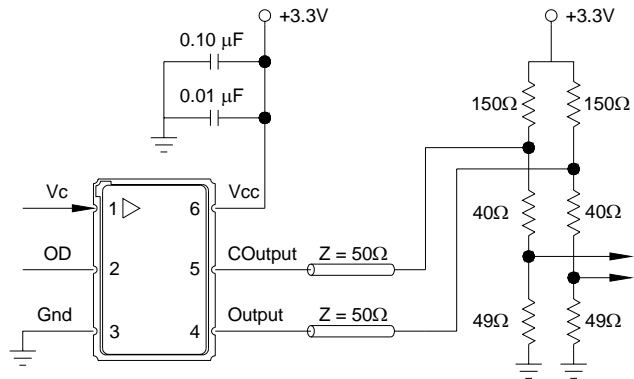 +3.3V
+3.3V
0.10 µF
0.01 µF
150Ω
150Ω
Vc
1
6
Vcc
40Ω
40Ω
OD
2
5
COutput
Z = 50Ω
Gnd
3
4
Output
Z = 50Ω
49Ω
49Ω